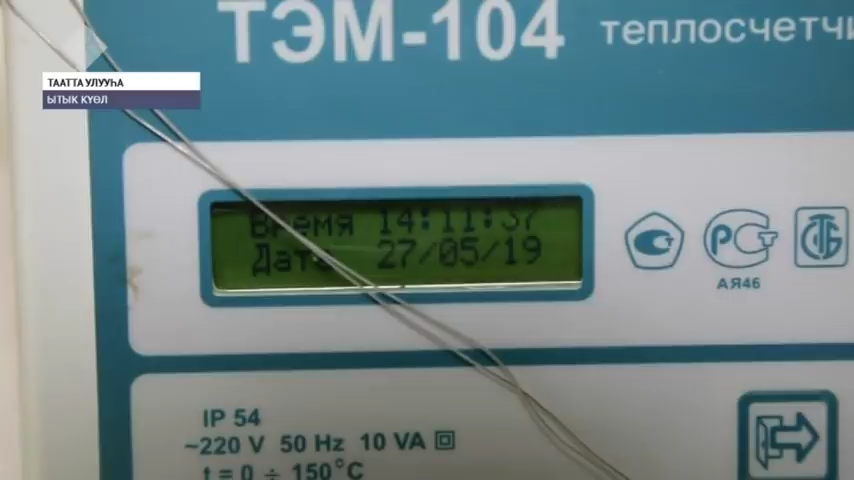 ТЭМ-104 теплосчетчи
ТААТТА УЛУУҺА
ЫТЫК КҮӨЛ
Время 14:11:37
Дата 27/05/19
АЯ46
IP 54
~220 V 50 Hz 10 VA
t = 0 ÷ 150°C